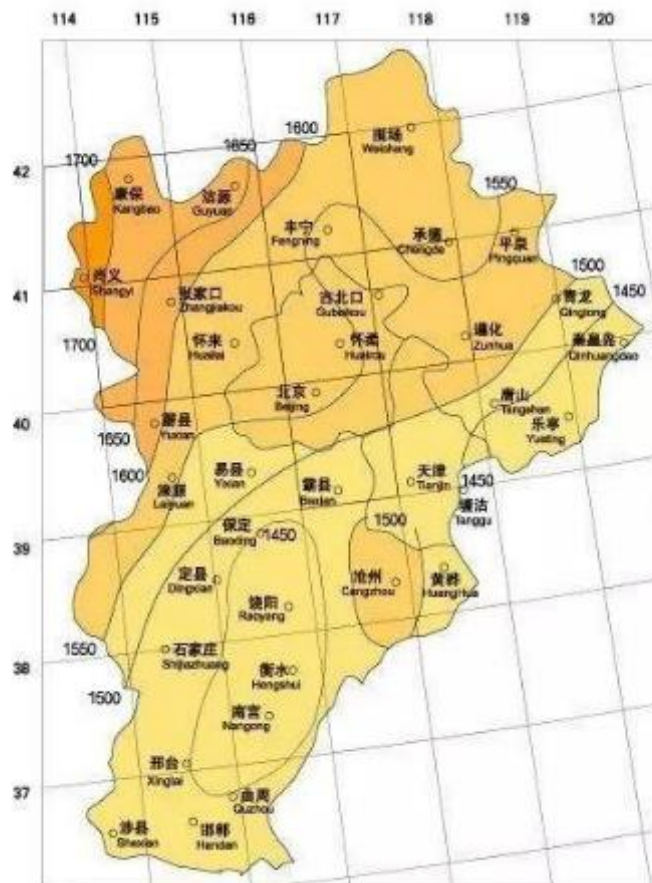 114 115 116 117 118 119 120
1600
1650
42
1700
围场
Weichang
康保
Kangbao
沽源
Guyuan
1550
丰宁
Fengning
承德
Chengde
平泉
Pingquan
1500
41
尚义
Shangyi
张家口
Zhangjiakou
古北口
Gubeikou
青龙
Qinglong
1450
怀来
Huailai
怀柔
Huairou
遵化
Zunhua
秦皇岛
Qinhuangdao
1700
北京
Beijing
唐山
Tangshan
40
蔚县
Yuxian
乐亭
1650
1600
涞源
Laiyuan
易县
Yixian
霸县
Baxian
天津
Tianjin
1450
塘沽
Tanggu
39
保定
1450
1500
定县
Dingxian
沧州
Cangzhou
黄骅
HuangHua
饶阳
Raoyang
1550
38
石家庄
Shijiazhuang
1500
衡水
Hengshui
南宫
Nangong
37
邢台
Xingtai
曲周
Quzhou
涉县
Shexian
邯郸
Handan